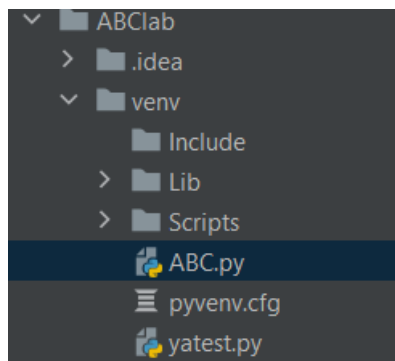 ABClab
.idea
venv
Include
Lib
Scripts
ABC.py
pyvenv.cfg
yatest.py